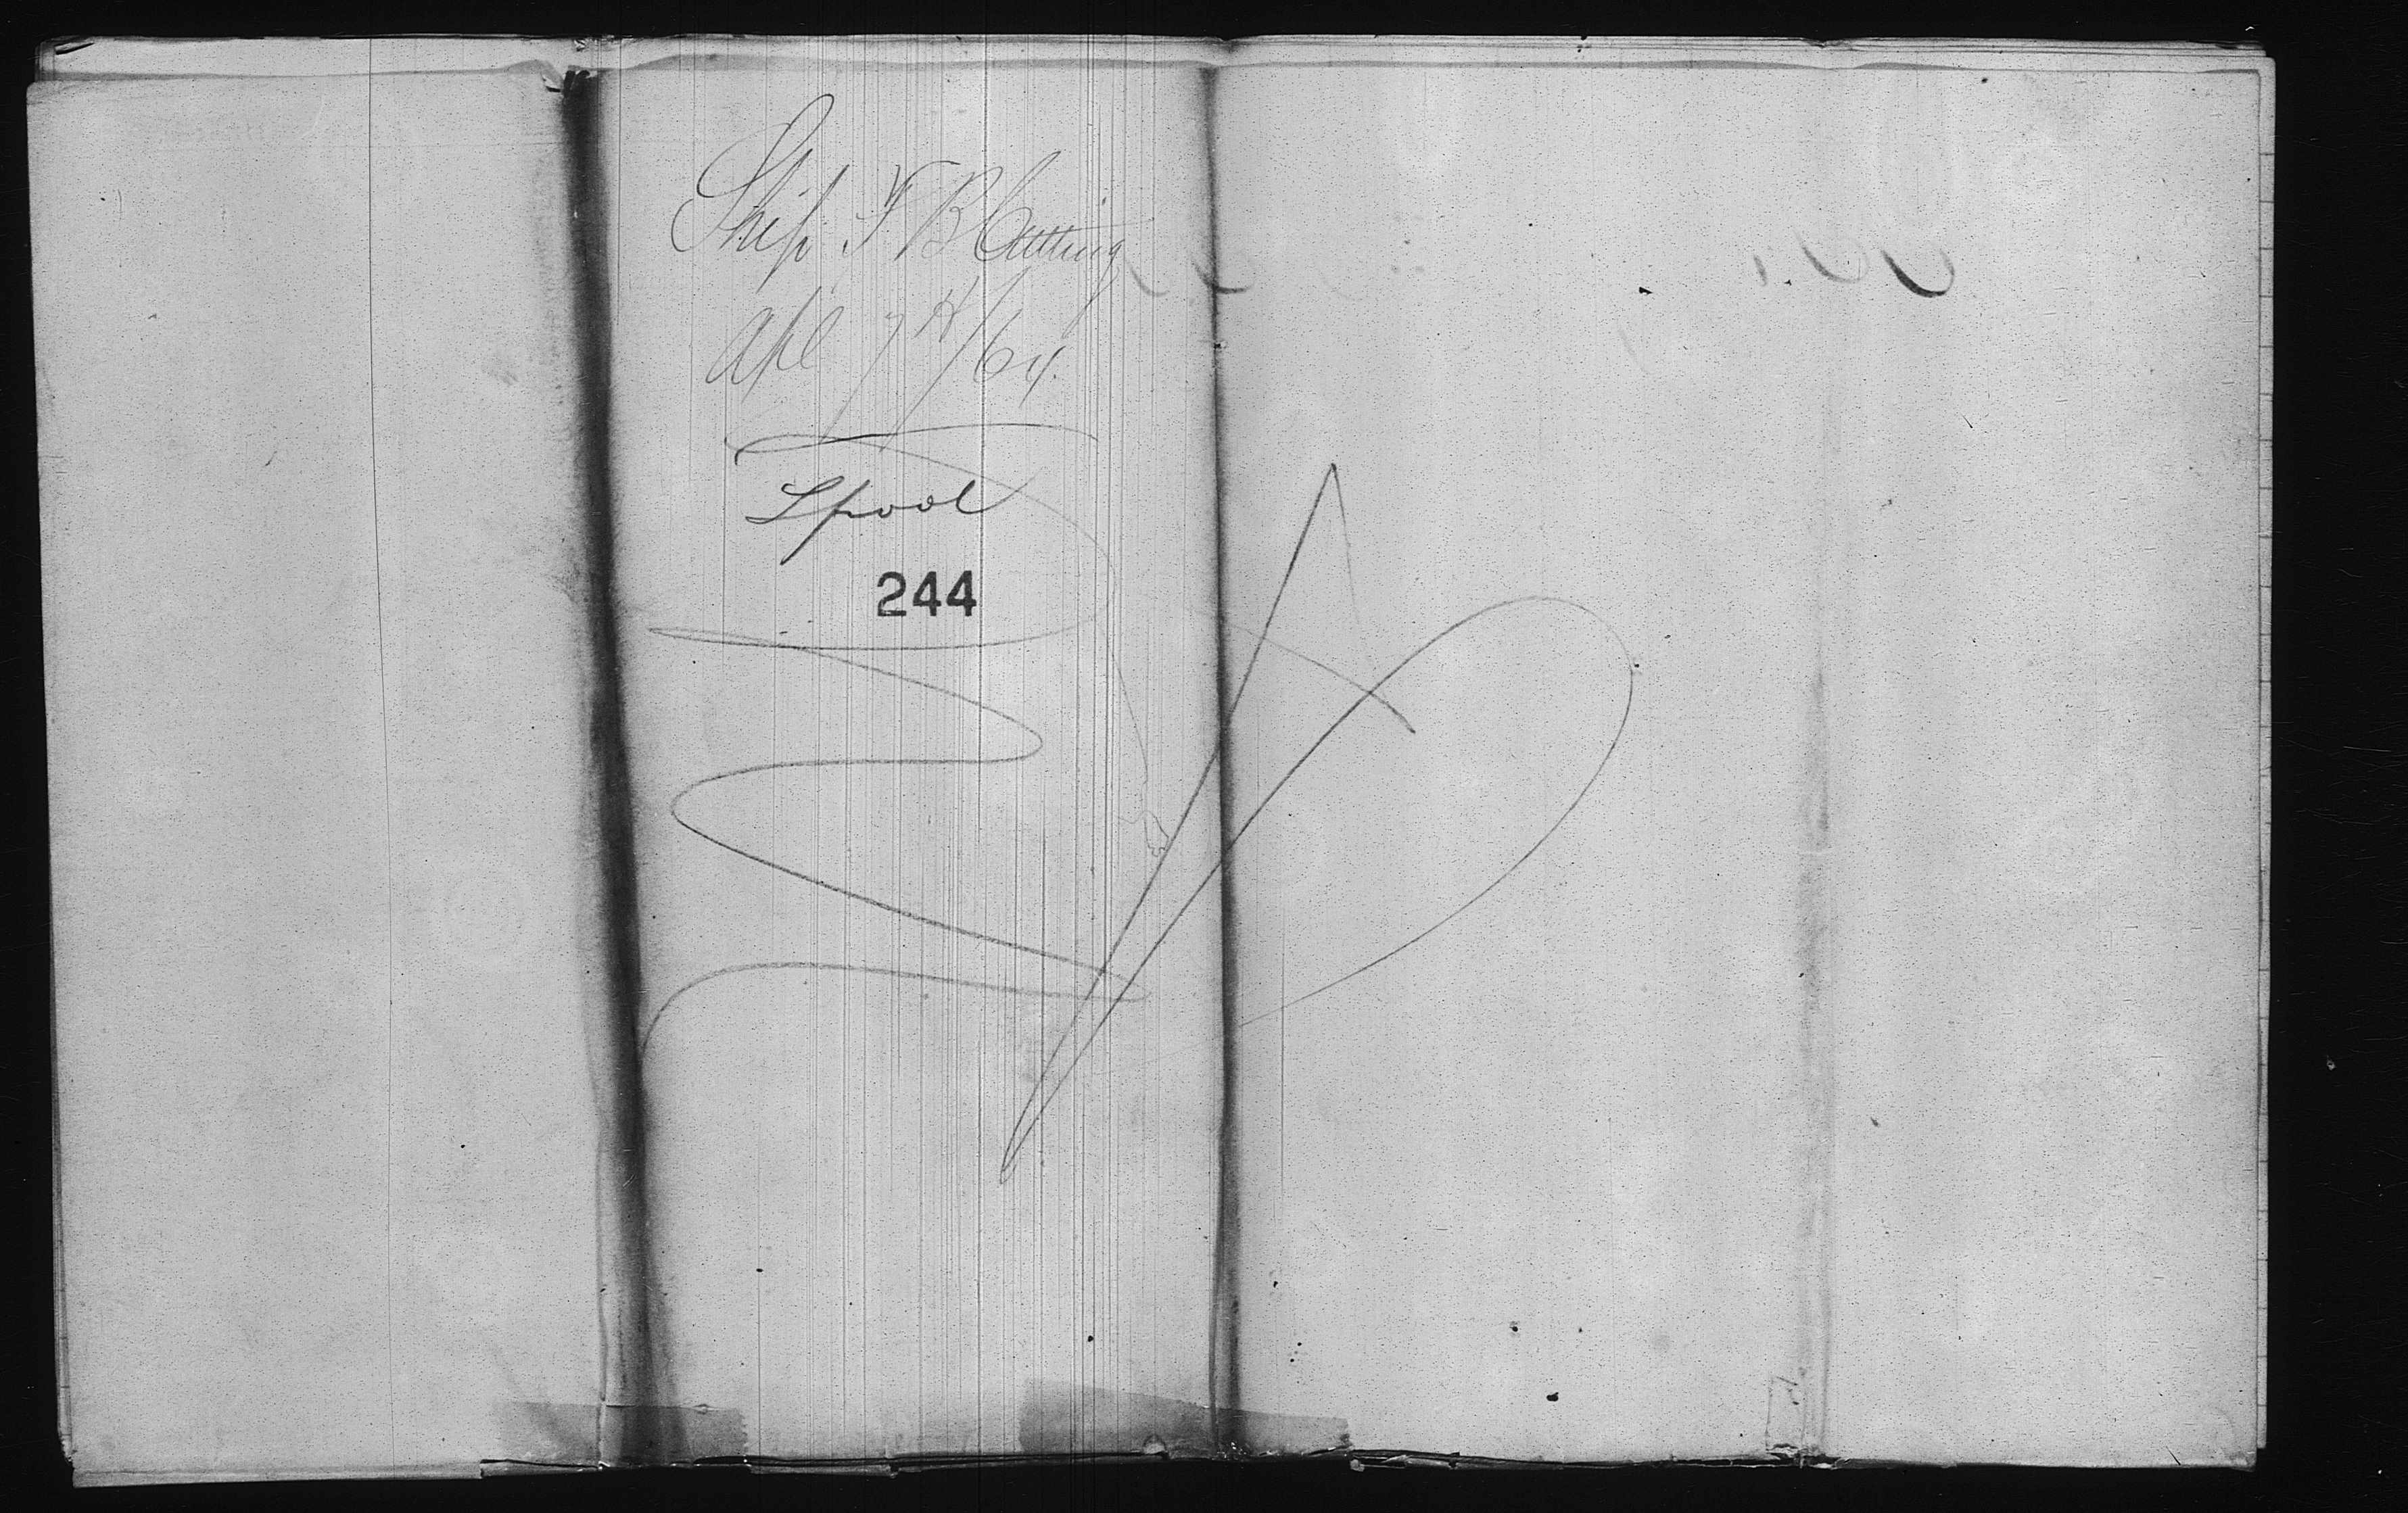 Ship F B Cutting
Apl 7th/64.
Lpool
244